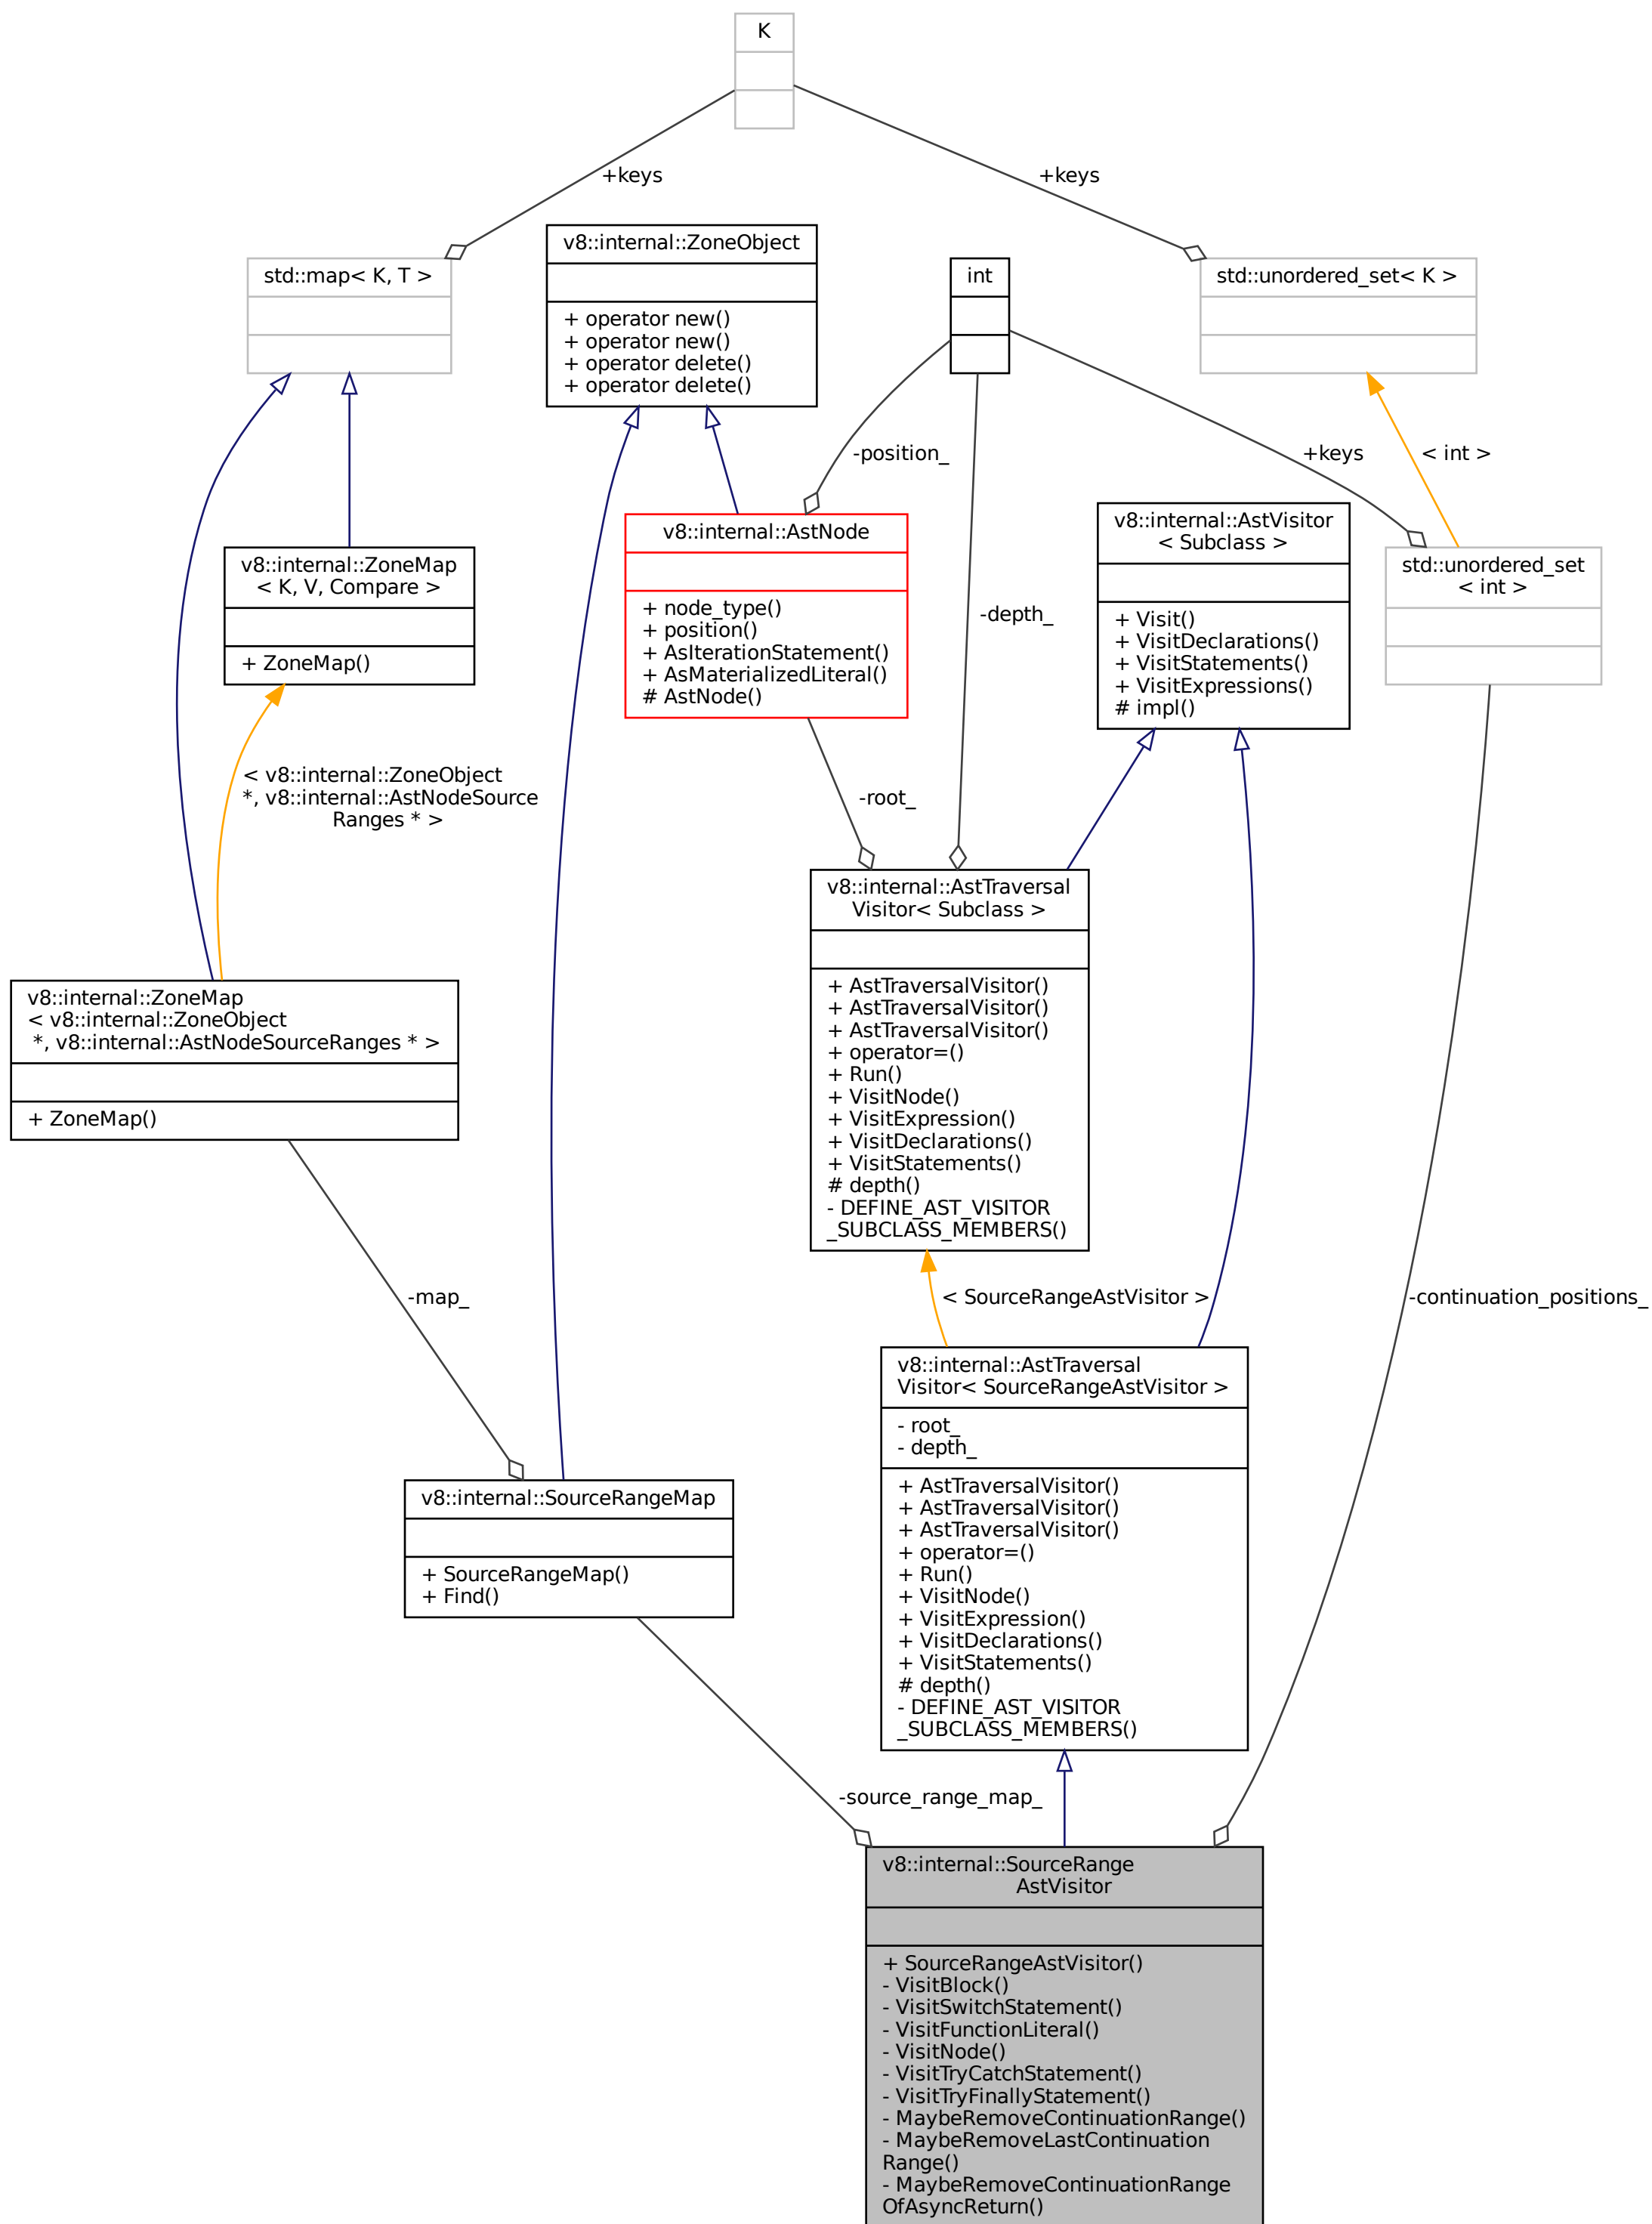 K
+keys
+keys
std::map< K, T >
v8::internal::ZoneObject
+ operator new()
+ operator new()
+ operator delete()
+ operator delete()
int
std::unordered_set< K >
-position_
+keys
< int >
v8::internal::ZoneMap
< K, V, Compare >
+ ZoneMap()
v8::internal::AstNode
+ node_type()
+ position()
+ AsIterationStatement()
+ AsMaterializedLiteral()
# AstNode()
-depth_
v8::internal::AstVisitor
< Subclass >
+ Visit()
+ VisitDeclarations()
+ VisitStatements()
+ VisitExpressions()
# impl()
std::unordered_set
< int >
< v8::internal::ZoneObject
*, v8::internal::AstNodeSource
Ranges * >
-root_
v8::internal::AstTraversal
Visitor< Subclass >
+ AstTraversalVisitor()
+ AstTraversalVisitor()
+ AstTraversalVisitor()
+ operator=()
+ Run()
+ VisitNode()
+ VisitExpression()
+ VisitDeclarations()
+ VisitStatements()
# depth()
- DEFINE_AST_VISITOR
_SUBCLASS_MEMBERS()
v8::internal::ZoneMap
< v8::internal::ZoneObject
*, v8::internal::AstNodeSourceRanges * >
+ ZoneMap()
-map_
< SourceRangeAstVisitor >
-continuation_positions_
v8::internal::AstTraversal
Visitor< SourceRangeAstVisitor >
- root_
- depth_
+ AstTraversalVisitor()
+ AstTraversalVisitor()
+ AstTraversalVisitor()
+ operator=()
+ Run()
+ VisitNode()
+ VisitExpression()
+ VisitDeclarations()
+ VisitStatements()
# depth()
- DEFINE_AST_VISITOR
_SUBCLASS_MEMBERS()
v8::internal::SourceRangeMap
+ SourceRangeMap()
+ Find()
-source_range_map_
v8::internal::SourceRange
AstVisitor
+ SourceRangeAstVisitor()
- VisitBlock()
- VisitSwitchStatement()
- VisitFunctionLiteral()
- VisitNode()
- VisitTryCatchStatement()
- VisitTryFinallyStatement()
- MaybeRemoveContinuationRange()
- MaybeRemoveLastContinuation
Range()
- MaybeRemoveContinuationRange
OfAsyncReturn()